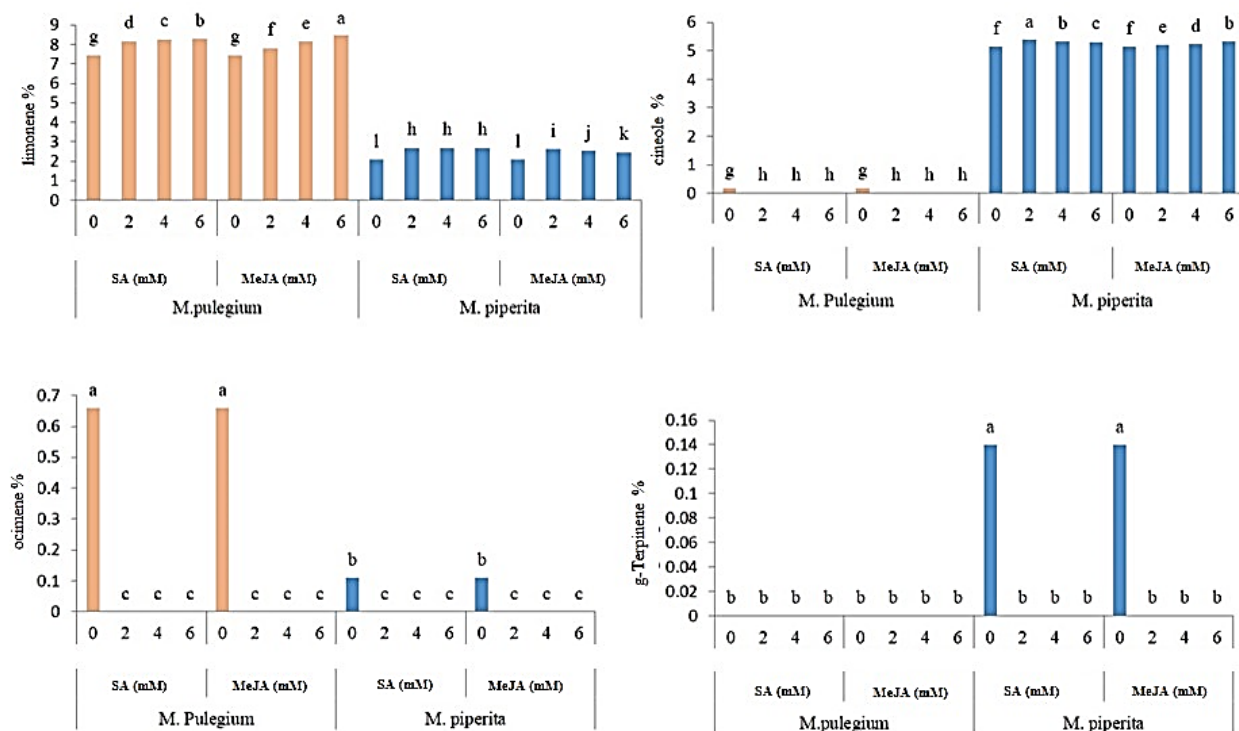 limonene %
9
8
7
6
5
4
3
2
1
0
g d c b g f e a l h h h l i j k
0 2 4 6 0 2 4 6 0 2 4 6 0 2 4 6
SA (mM) MeJA (mM) SA (mM) MeJA (mM)
M.pulegium M. piperita
cineole %
6
5
4
3
2
1
0
g h h h g h h h f a b c f e d b
0 2 4 6 0 2 4 6 0 2 4 6 0 2 4 6
SA (mM) MeJA (mM) SA (mM) MeJA (mM)
M. Pulegium M. piperita
ocimene %
0.7
0.6
0.5
0.4
0.3
0.2
0.1
0
a c c c a c c c b c c c b c c c
0 2 4 6 0 2 4 6 0 2 4 6 0 2 4 6
SA (mM) MeJA (mM) SA (mM) MeJA (mM)
M. Pulegium M. piperita
g-Terpinene %
0.16
0.14
0.12
0.1
0.08
0.06
0.04
0.02
0
b b b b b b b b a b b b a b b b
0 2 4 6 0 2 4 6 0 2 4 6 0 2 4 6
SA (mM) MeJA (mM) SA (mM) MeJA (mM)
M.pulegium M. piperita